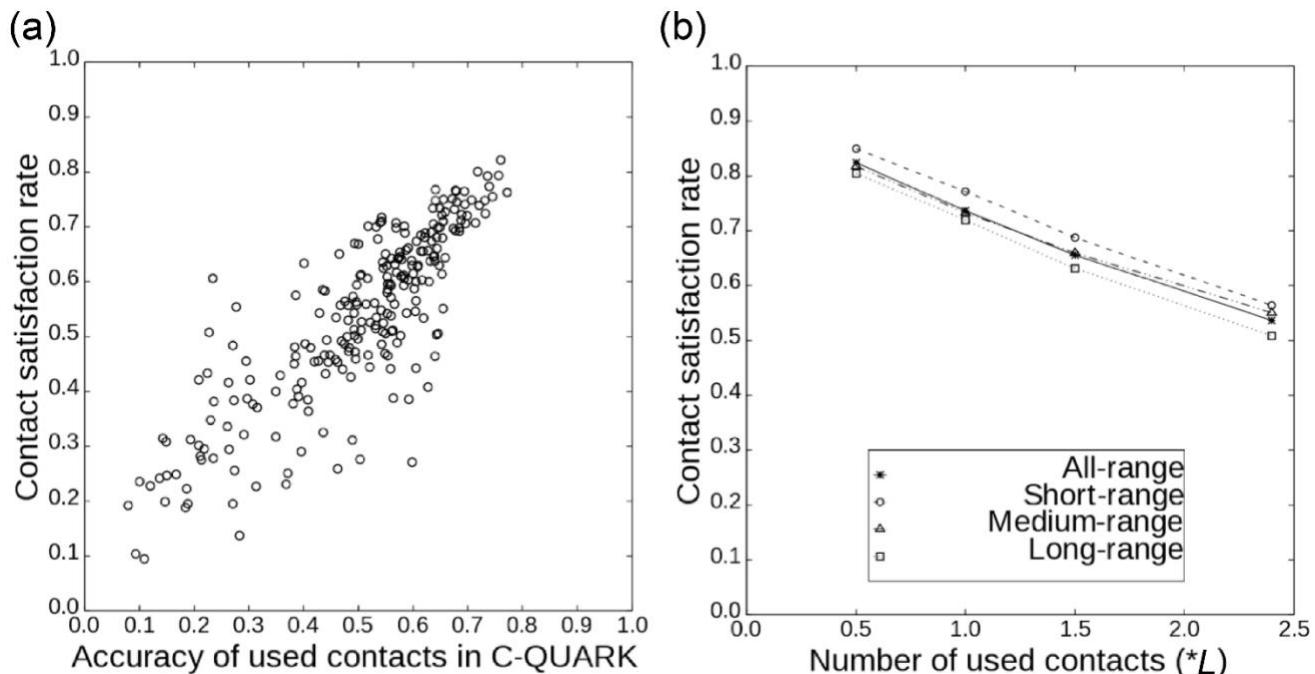 (a)
1.0
0.9
0.8
0.7
0.6
0.5
0.4
0.3
0.2
0.1
0.0
Contact satisfaction rate
0.0 0.1 0.2 0.3 0.4 0.5 0.6 0.7 0.8 0.9 1.0
Accuracy of used contacts in C-QUARK
(b)
1.0
0.9
0.8
0.7
0.6
0.5
0.4
0.3
0.2
0.1
0.0
Contact satisfaction rate
All-range
Short-range
Medium-range
Long-range
0.0 0.5 1.0 1.5 2.0 2.5
Number of used contacts (*L)